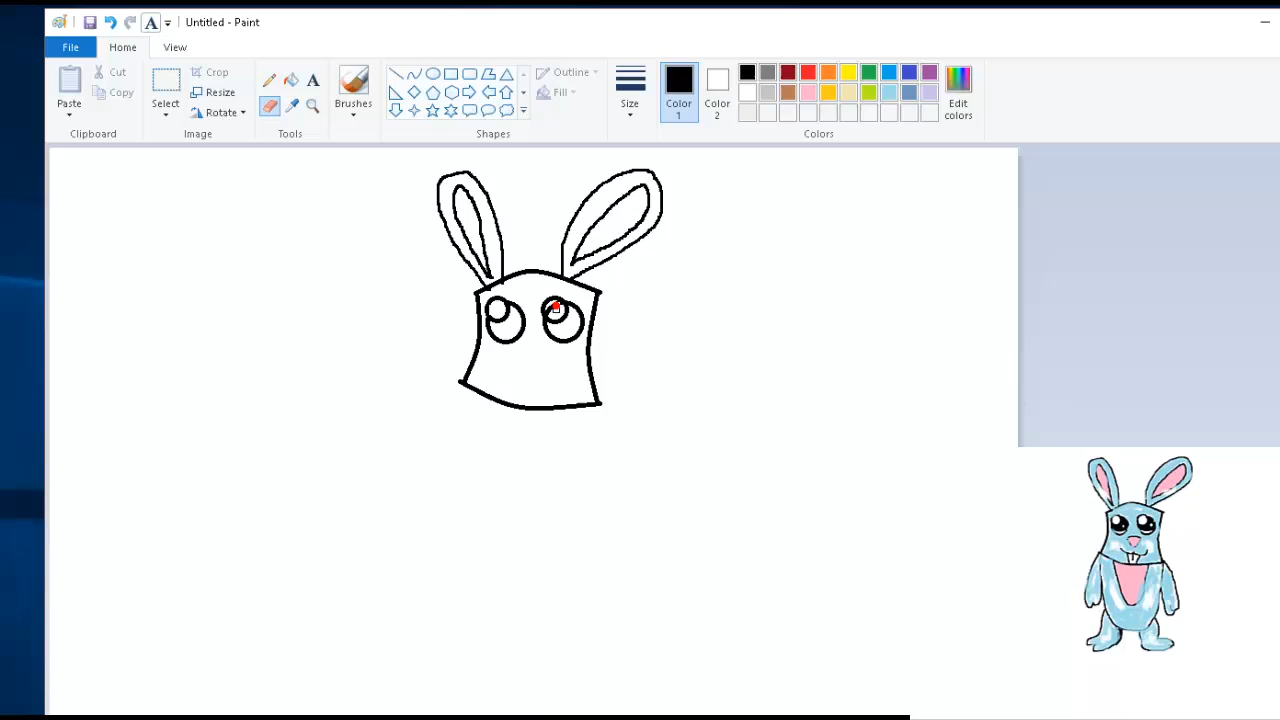 A Untitled - Paint
File Home View
Paste
Cut
Copy
Clipboard
Select
Crop
Resize
Rotate
Image
A
Tools
Brushes
Shapes
Outline
Fill
Size
Color 1
Color 2
Colors
Edit colors